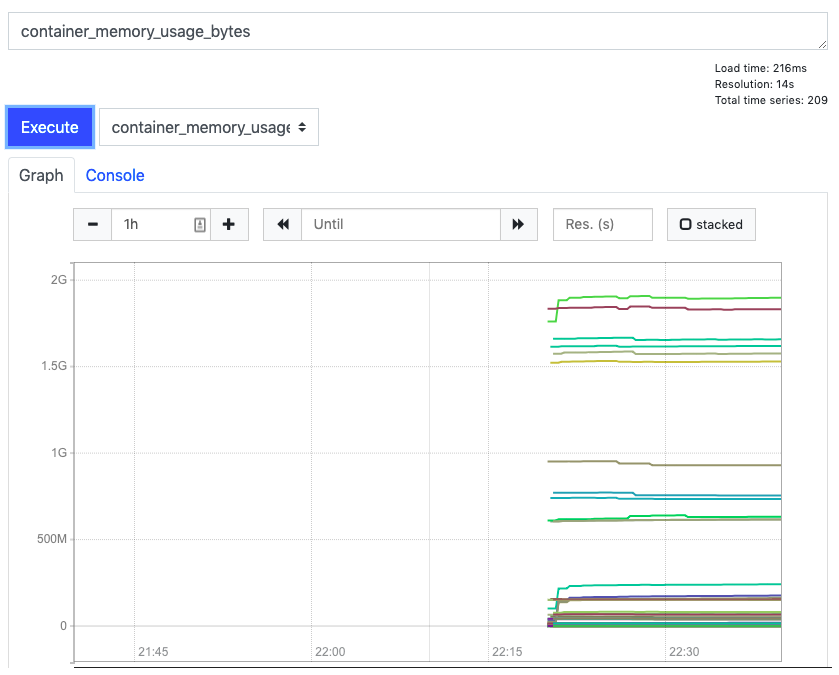 container_memory_usage_bytes
Load time: 216ms
Resolution: 14s
Total time series: 209
Execute
container_memory_usage
Graph
Console
1h
Until
Res. (s)
stacked
2G
1.5G
1G
500M
0
21:45
22:00
22:15
22:30